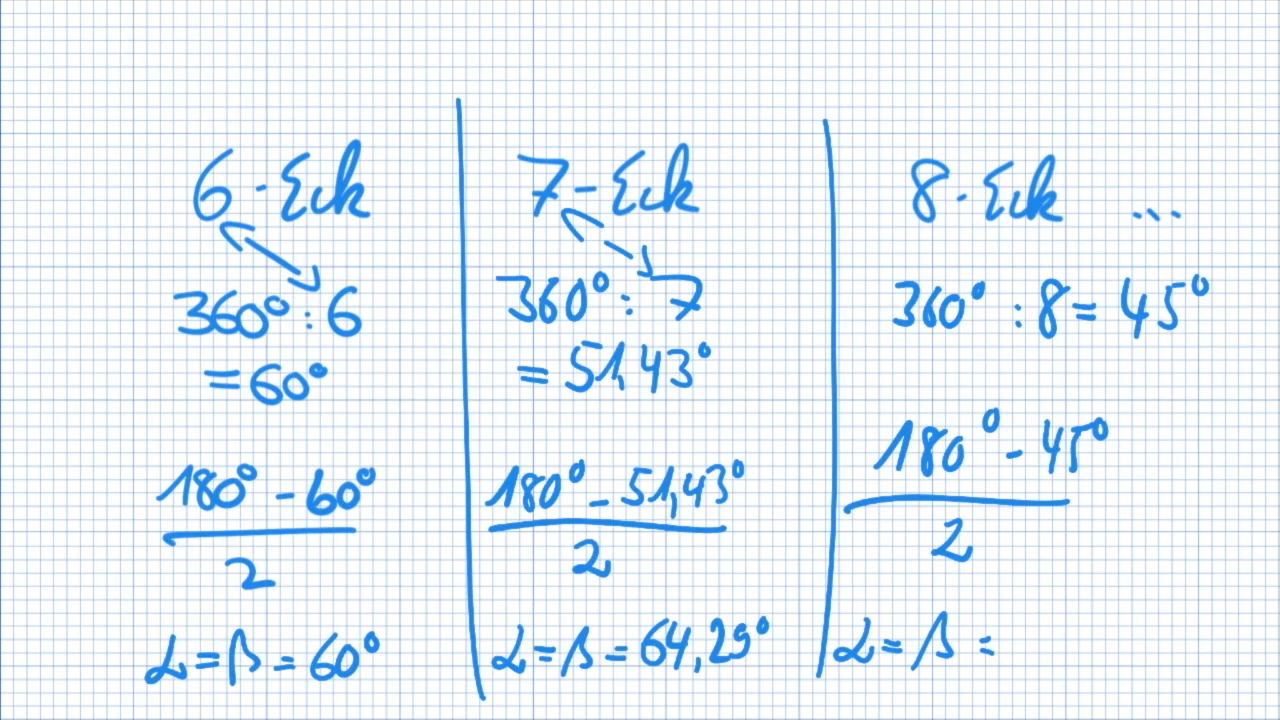 6-Eck
360° : 6
= 60°
180° - 60°
2
α = β = 60°
7-Eck
360° : 7
= 51,43°
180° - 51,43°
2
α = β = 64,29°
8-Eck ...
360° : 8 = 45°
180° - 45°
2
α = β =